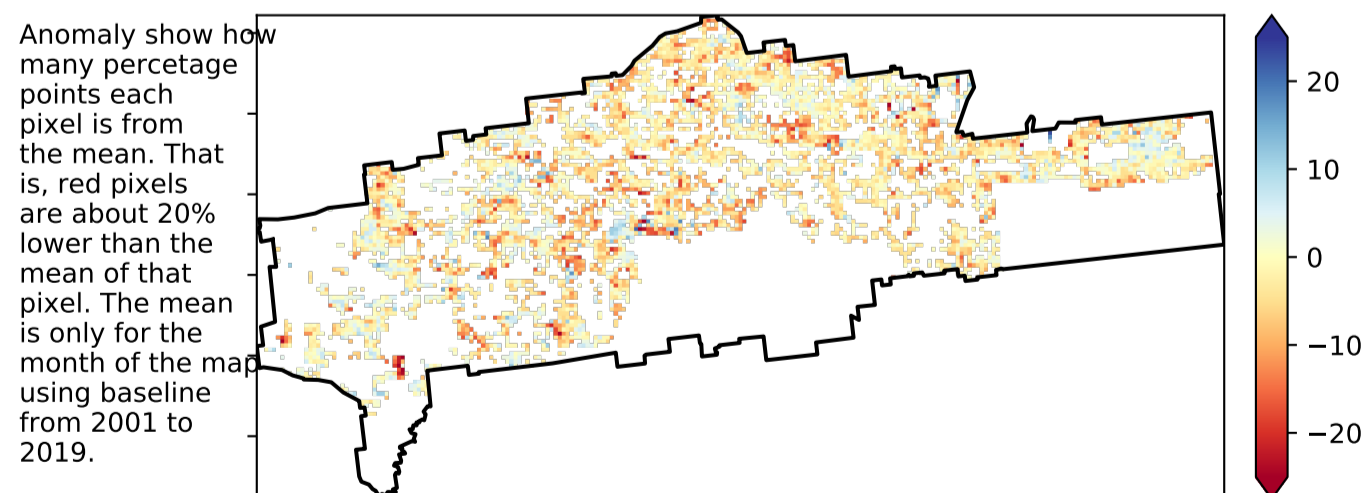 Anomaly show how
many percetage
points each
pixel is from
the mean. That
is, red pixels
are about 20%
lower than the
mean of that
pixel. The mean
is only for the
month of the map
using baseline
from 2001 to
2019.
20
10
0
−10
−20